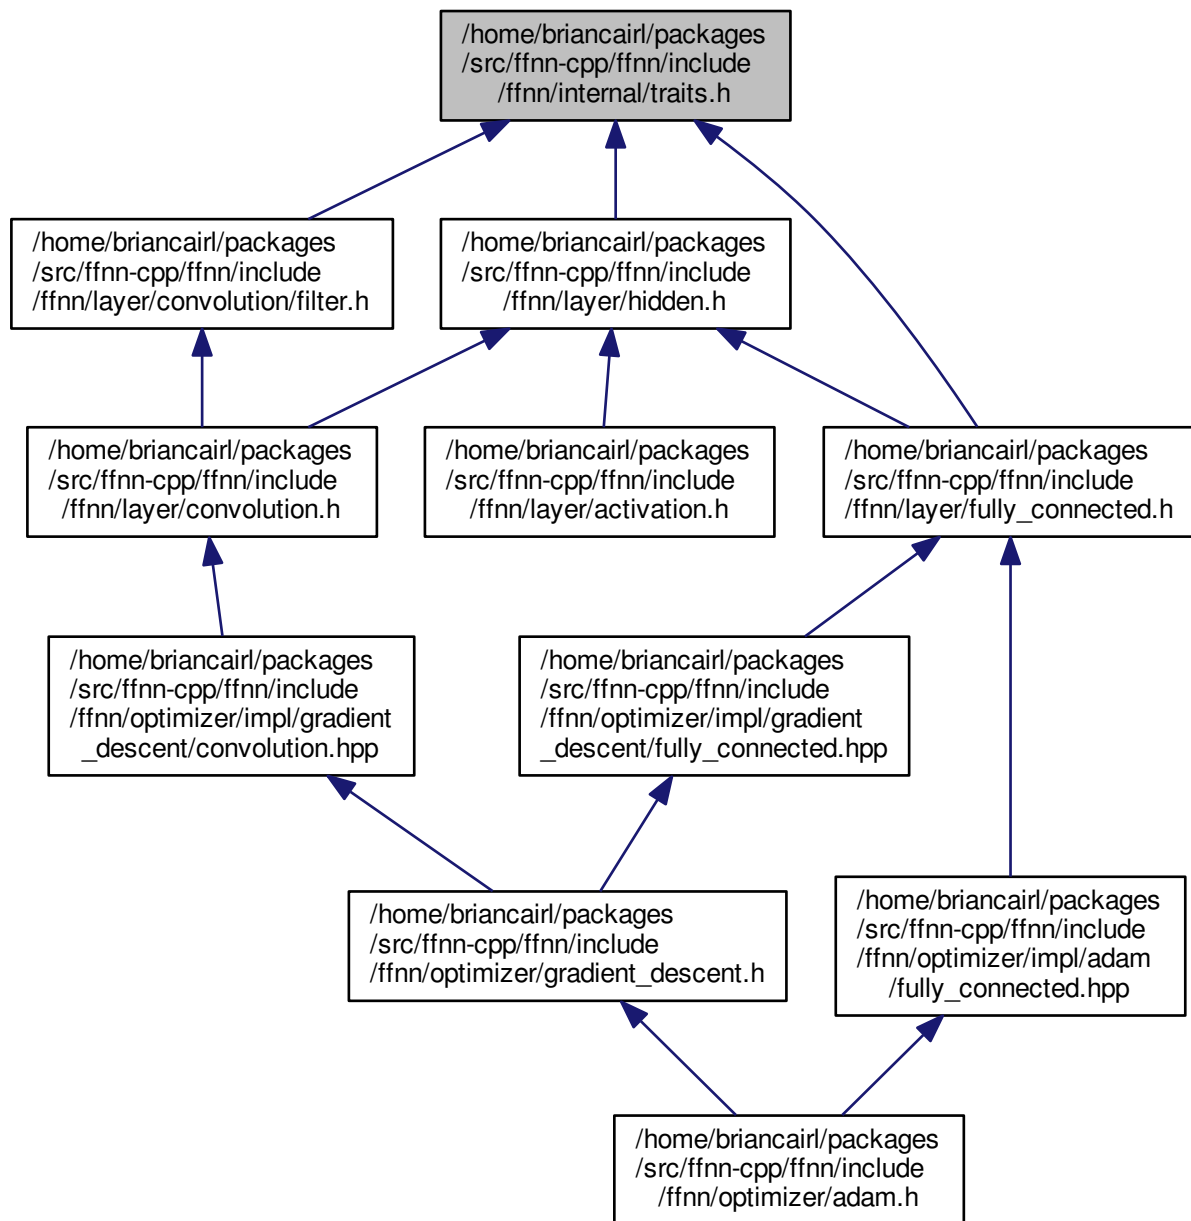 /home/briancairl/packages
/src/ffnn-cpp/ffnn/include
/ffnn/internal/traits.h
/home/briancairl/packages
/src/ffnn-cpp/ffnn/include
/ffnn/layer/convolution/filter.h
/home/briancairl/packages
/src/ffnn-cpp/ffnn/include
/ffnn/layer/hidden.h
/home/briancairl/packages
/src/ffnn-cpp/ffnn/include
/ffnn/layer/convolution.h
/home/briancairl/packages
/src/ffnn-cpp/ffnn/include
/ffnn/layer/activation.h
/home/briancairl/packages
/src/ffnn-cpp/ffnn/include
/ffnn/layer/fully_connected.h
/home/briancairl/packages
/src/ffnn-cpp/ffnn/include
/ffnn/optimizer/impl/gradient
_descent/convolution.hpp
/home/briancairl/packages
/src/ffnn-cpp/ffnn/include
/ffnn/optimizer/impl/gradient
_descent/fully_connected.hpp
/home/briancairl/packages
/src/ffnn-cpp/ffnn/include
/ffnn/optimizer/gradient_descent.h
/home/briancairl/packages
/src/ffnn-cpp/ffnn/include
/ffnn/optimizer/impl/adam
/fully_connected.hpp
/home/briancairl/packages
/src/ffnn-cpp/ffnn/include
/ffnn/optimizer/adam.h